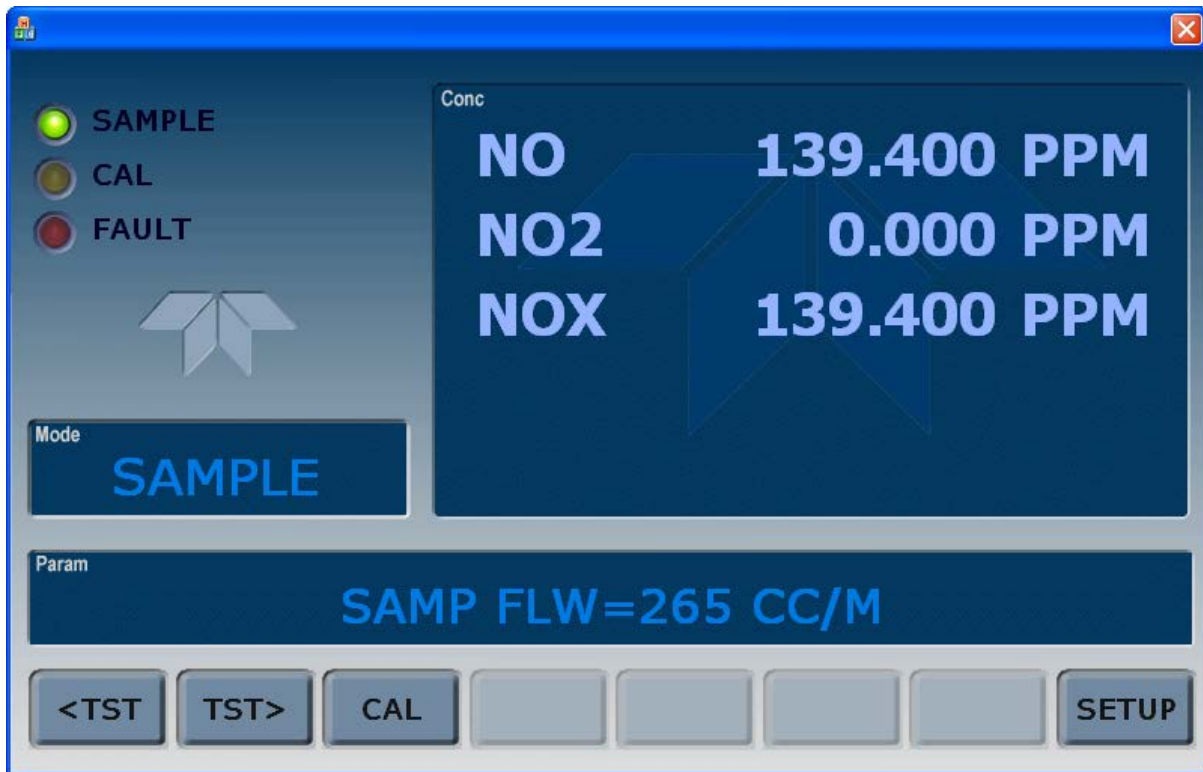 SAMPLE
CAL
FAULT
Conc
NO 139.400 PPM
NO2 0.000 PPM
NOX 139.400 PPM
Mode
SAMPLE
Param
SAMP FLW=265 CC/M
<TST TST> CAL SETUP